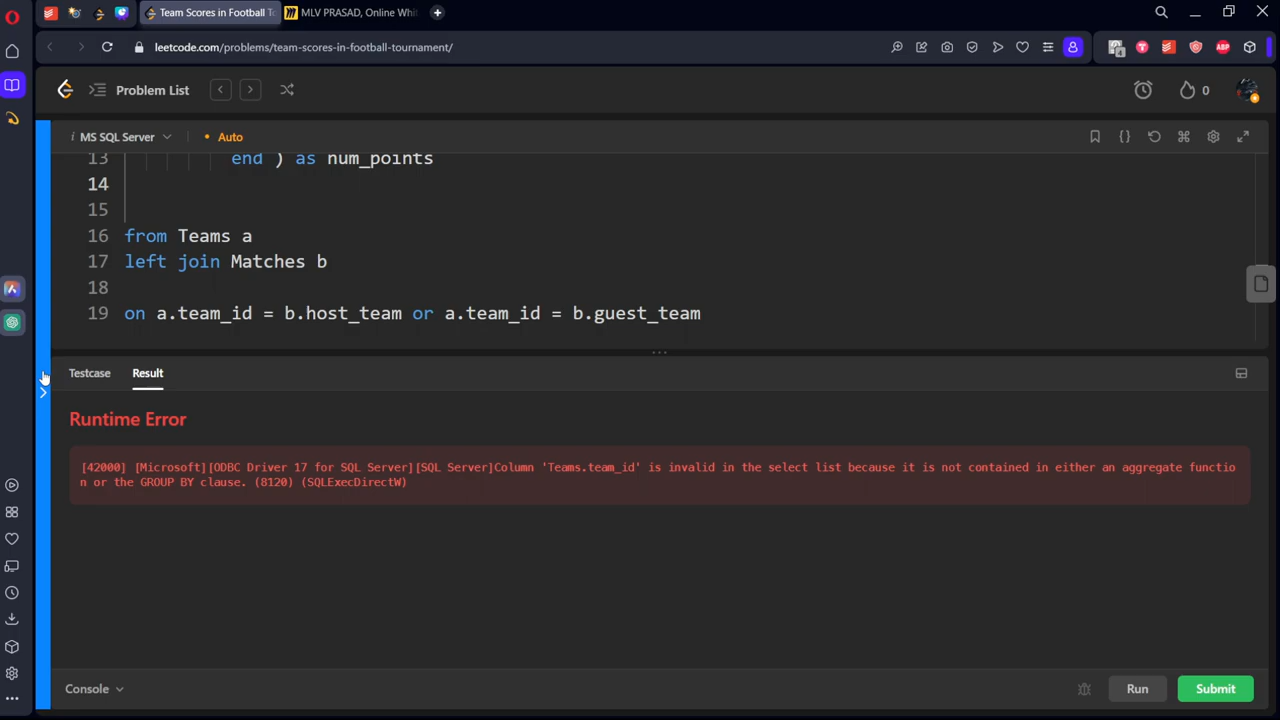 Team Scores in Football To
MLV PRASAD, Online Whit
leetcode.com/problems/team-scores-in-football-tournament/
4
ABP
Problem List
0
i MS SQL Server
• Auto
13 end ) as num_points
14
15
16 from Teams a
17 left join Matches b
18
19 on a.team_id = b.host_team or a.team_id = b.guest_team
Testcase
Result
Runtime Error
[42000] [Microsoft][ODBC Driver 17 for SQL Server][SQL Server]Column 'Teams.team_id' is invalid in the select list because it is not contained in either an aggregate functio
n or the GROUP BY clause. (8120) (SQLExecDirectW)
Console
Run
Submit